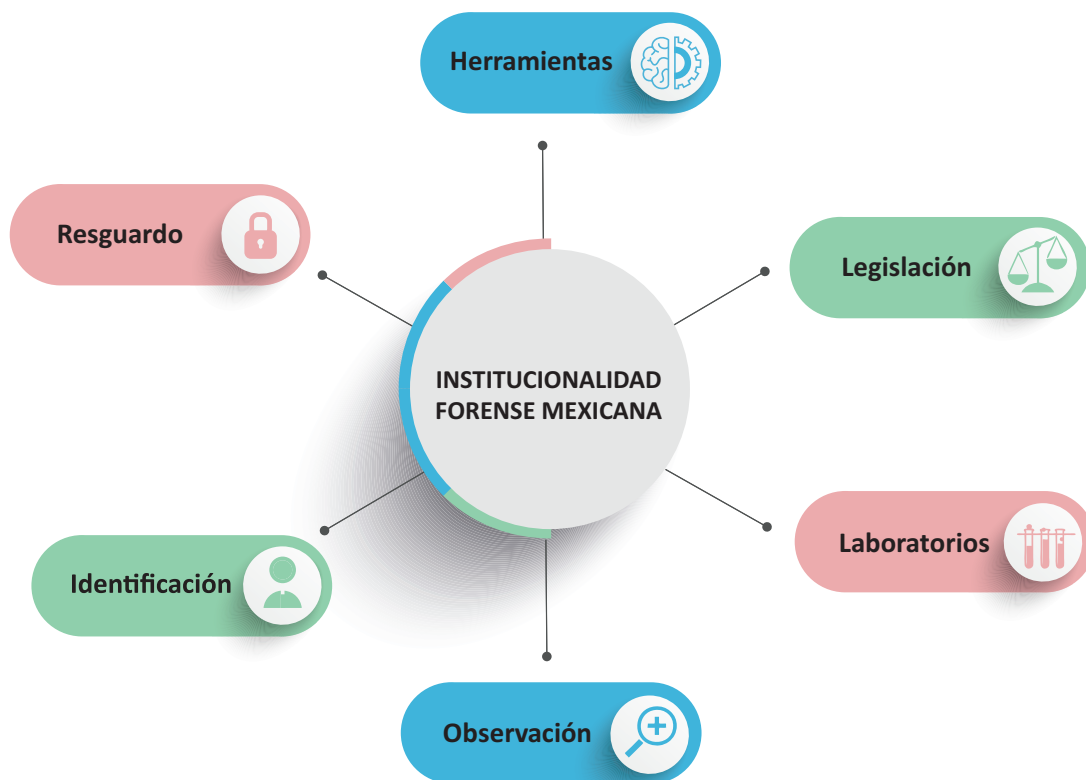 Herramientas
Resguardo
Legislación
INSTITUCIONALIDAD
FORENSE MEXICANA
Laboratorios
Identificación
Observación